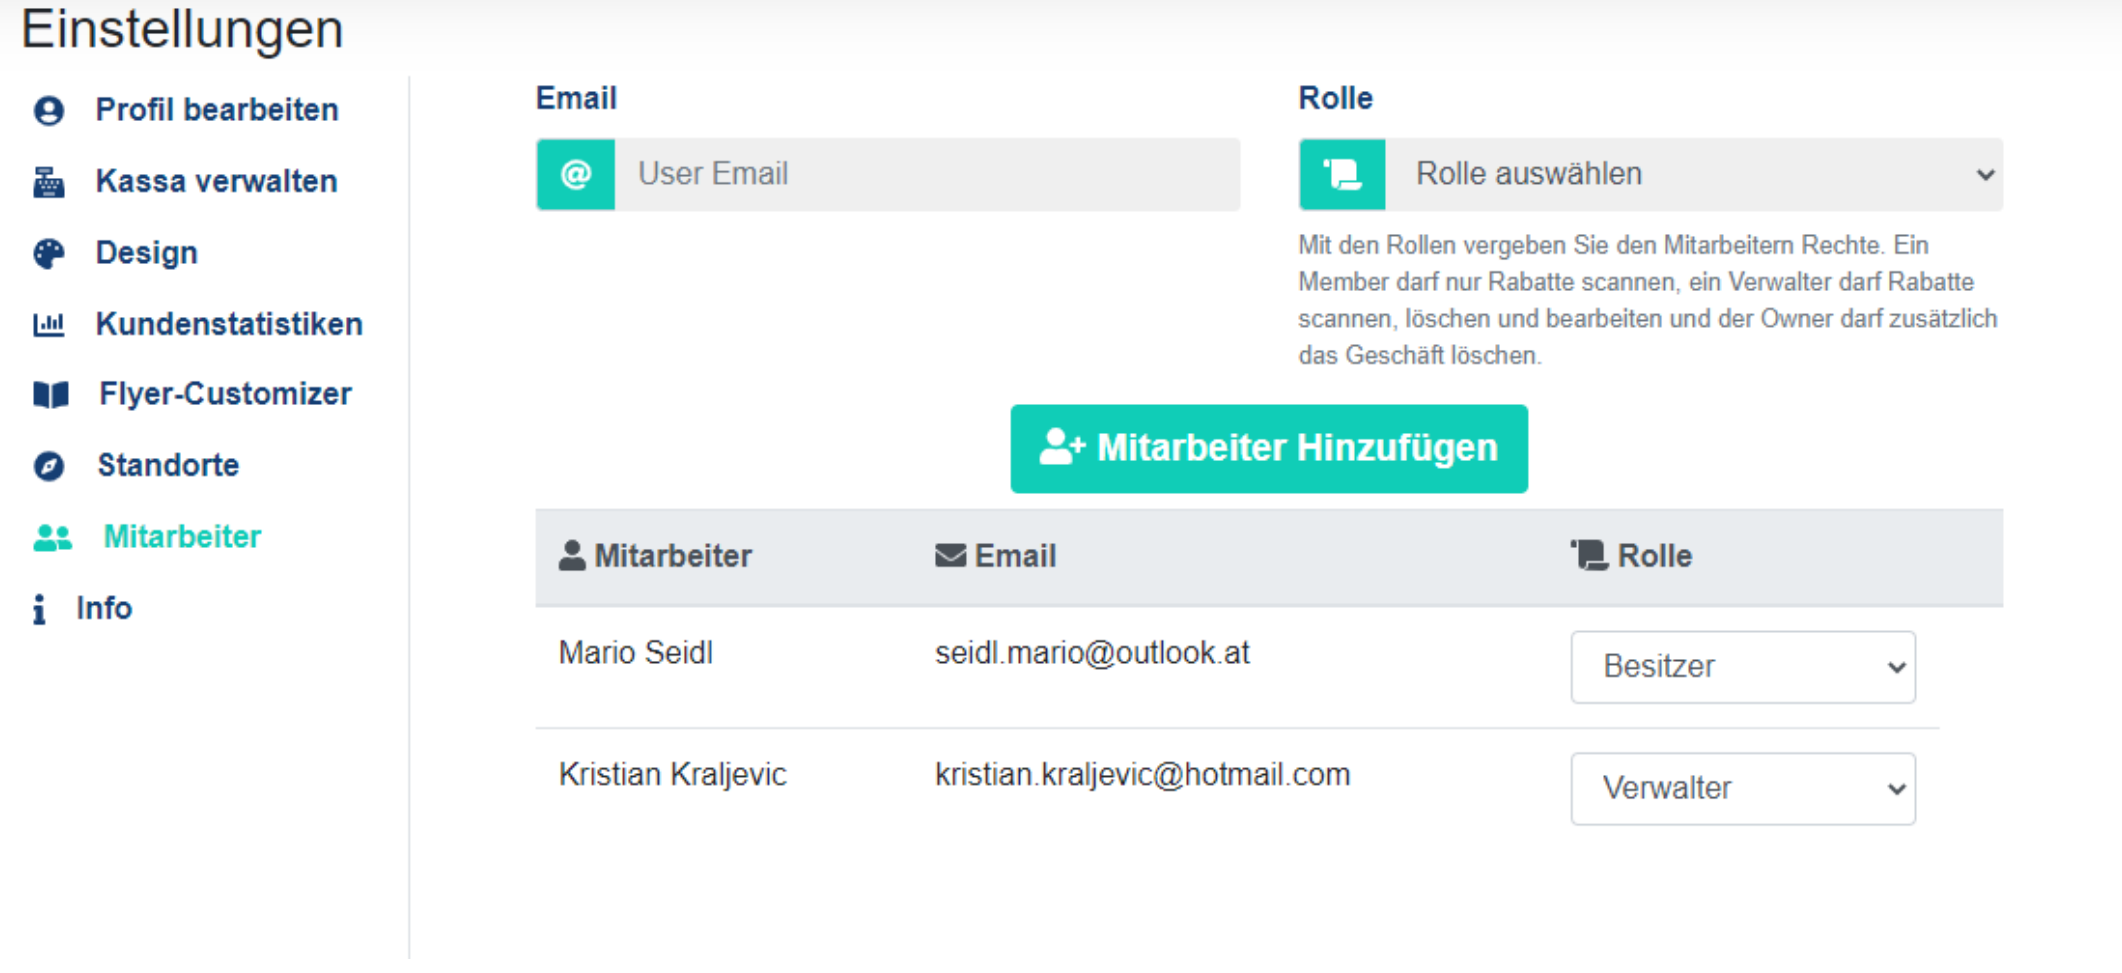 Einstellungen
Profil bearbeiten
Kassa verwalten
Design
Kundenstatistiken
Flyer-Customizer
Standorte
Mitarbeiter
Info
Email
@ User Email
Rolle
Rolle auswählen
Mit den Rollen vergeben Sie den Mitarbeitern Rechte. Ein
Member darf nur Rabatte scannen, ein Verwalter darf Rabatte
scannen, löschen und bearbeiten und der Owner darf zusätzlich
das Geschäft löschen.
Mitarbeiter Hinzufügen
Mitarbeiter Email Rolle
Mario Seidl seidl.mario@outlook.at Besitzer
Kristian Kraljevic kristian.kraljevic@hotmail.com Verwalter